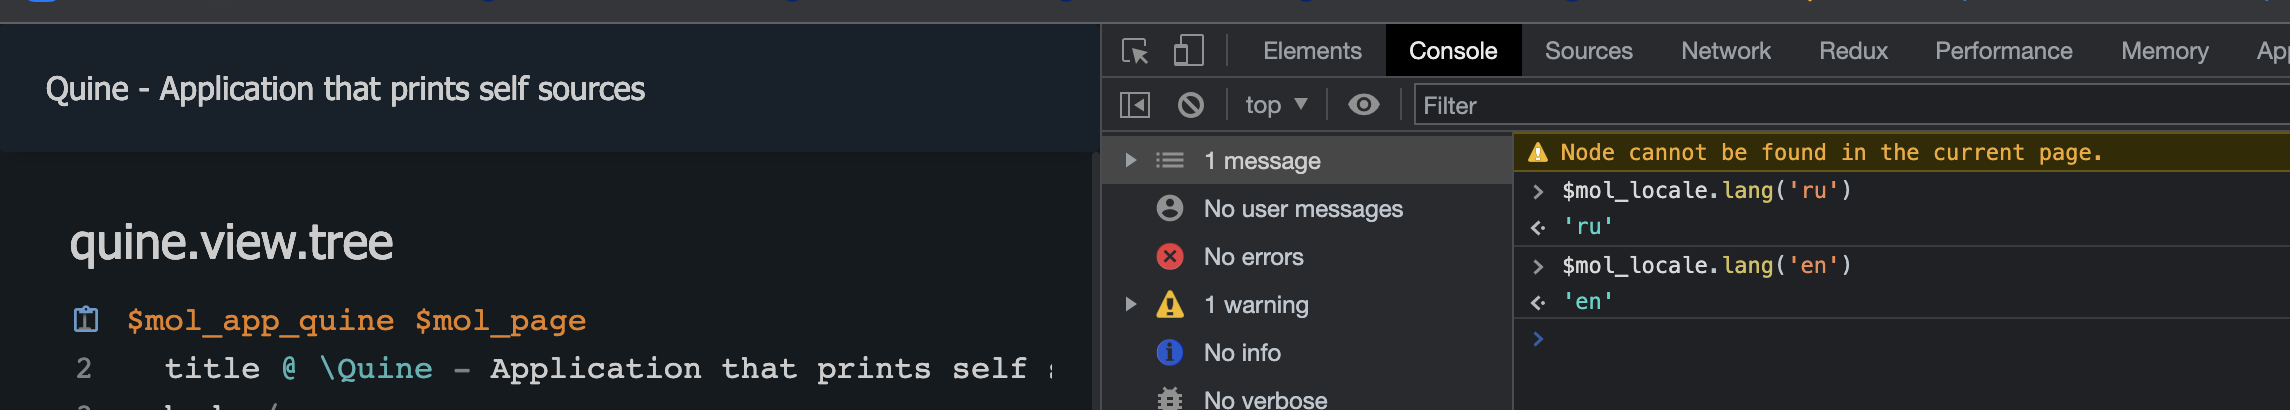 Quine - Application that prints self sources
quine.view.tree
$mol_app_quine $mol_page
2 title @ \Quine - Application that prints self
Elements Console Sources Network Redux Performance Memory
top Filter
1 message
No user messages
No errors
1 warning
No info
No verbose
Node cannot be found in the current page.
> $mol_locale.lang('ru')
'ru'
> $mol_locale.lang('en')
'en'
>